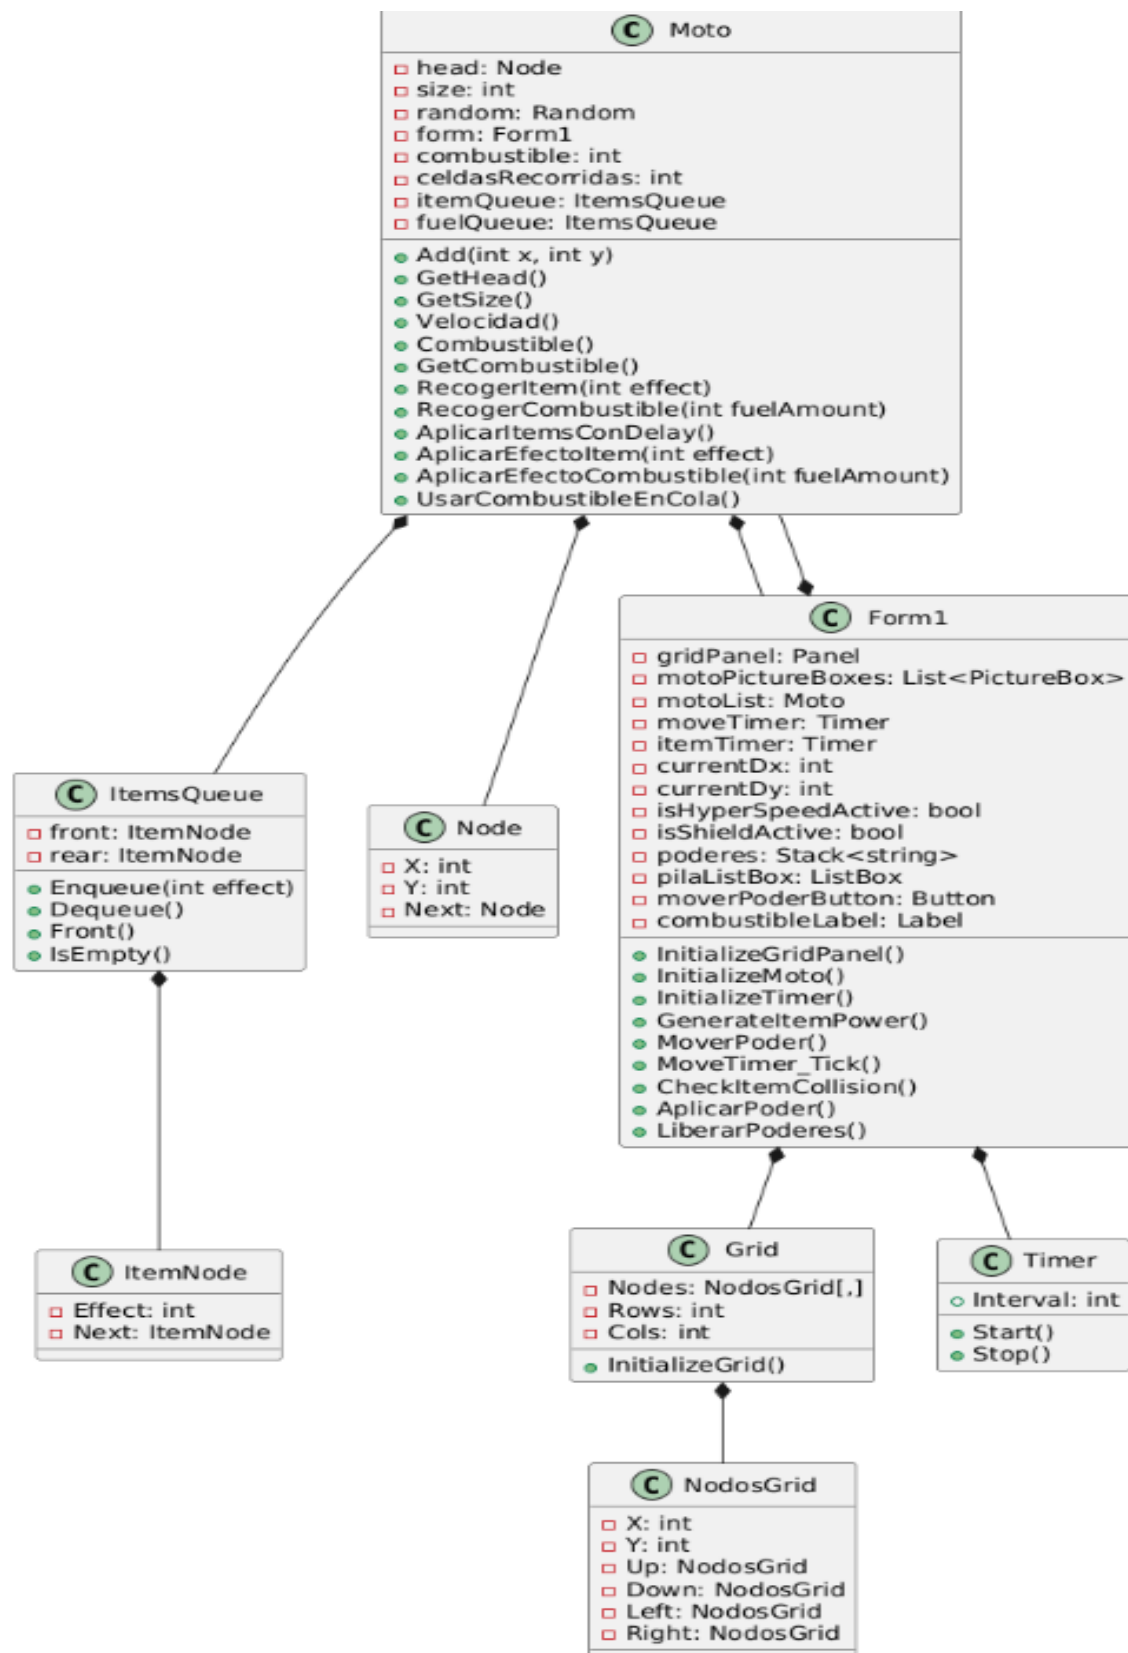 C Moto
head: Node
size: int
random: Random
form: Form1
combustible: int
celdasRecorridas: int
itemQueue: ItemsQueue
fuelQueue: ItemsQueue
Add(int x, int y)
GetHead()
GetSize()
Velocidad()
Combustible()
GetCombustible()
RecogerItem(int effect)
RecogerCombustible(int fuelAmount)
AplicarItemsConDelay()
AplicarEfectoItem(int effect)
AplicarEfectoCombustible(int fuelAmount)
UsarCombustibleEnCola()
C Form1
gridPanel: Panel
motoPictureBoxes: List<PictureBox>
motoList: Moto
moveTimer: Timer
itemTimer: Timer
currentDx: int
currentDy: int
isHyperSpeedActive: bool
isShieldActive: bool
poderes: Stack<string>
pilaListBox: ListBox
moverPoderButton: Button
combustibleLabel: Label
InitializeGridPanel()
InitializeMoto()
InitializeTimer()
GenerateItemPower()
MoverPoder()
MoveTimer_Tick()
CheckItemCollision()
AplicarPoder()
LiberarPoderes()
C ItemsQueue
front: ItemNode
rear: ItemNode
Enqueue(int effect)
Dequeue()
Front()
IsEmpty()
C Node
X: int
Y: int
Next: Node
C ItemNode
Effect: int
Next: ItemNode
C Grid
Nodes: NodosGrid[,]
Rows: int
Cols: int
InitializeGrid()
C Timer
Interval: int
Start()
Stop()
C NodosGrid
X: int
Y: int
Up: NodosGrid
Down: NodosGrid
Left: NodosGrid
Right: NodosGrid